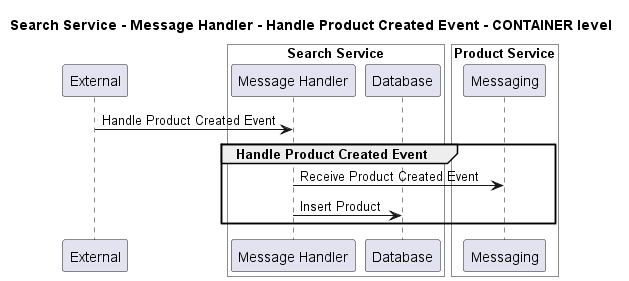 Search Service - Message Handler - Handle Product Created Event - CONTAINER level
Search Service
Product Service
External
Message Handler
Database
Messaging
Handle Product Created Event
Handle Product Created Event
Receive Product Created Event
Insert Product
External
Message Handler
Database
Messaging